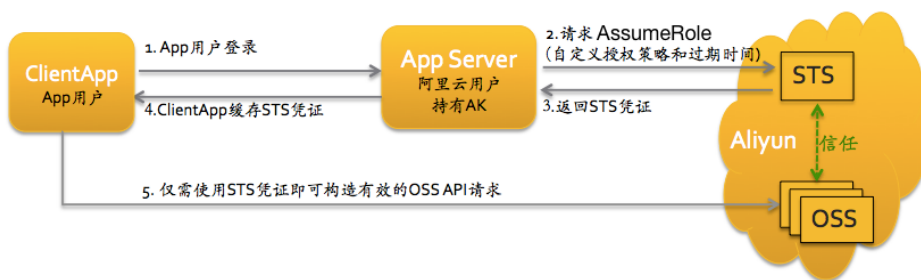 1. App用户登录
2.请求 AssumeRole
(自定义授权策略和过期时间)
ClientApp
App用户
App Server
阿里云用户
持有AK
STS
4.ClientApp缓存STS凭证
3.返回STS凭证
Aliyun
信任
5. 仅需使用STS凭证即可构造有效的OSS API请求
OSS